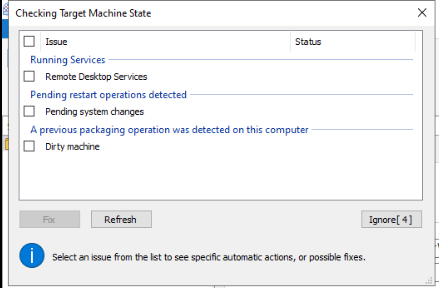 Checking Target Machine State
Issue Status
Running Services
Remote Desktop Services
Pending restart operations detected
Pending system changes
A previous packaging operation was detected on this computer
Dirty machine
Fix Refresh Ignore[ 4 ]
Select an issue from the list to see specific automatic actions, or possible fixes.